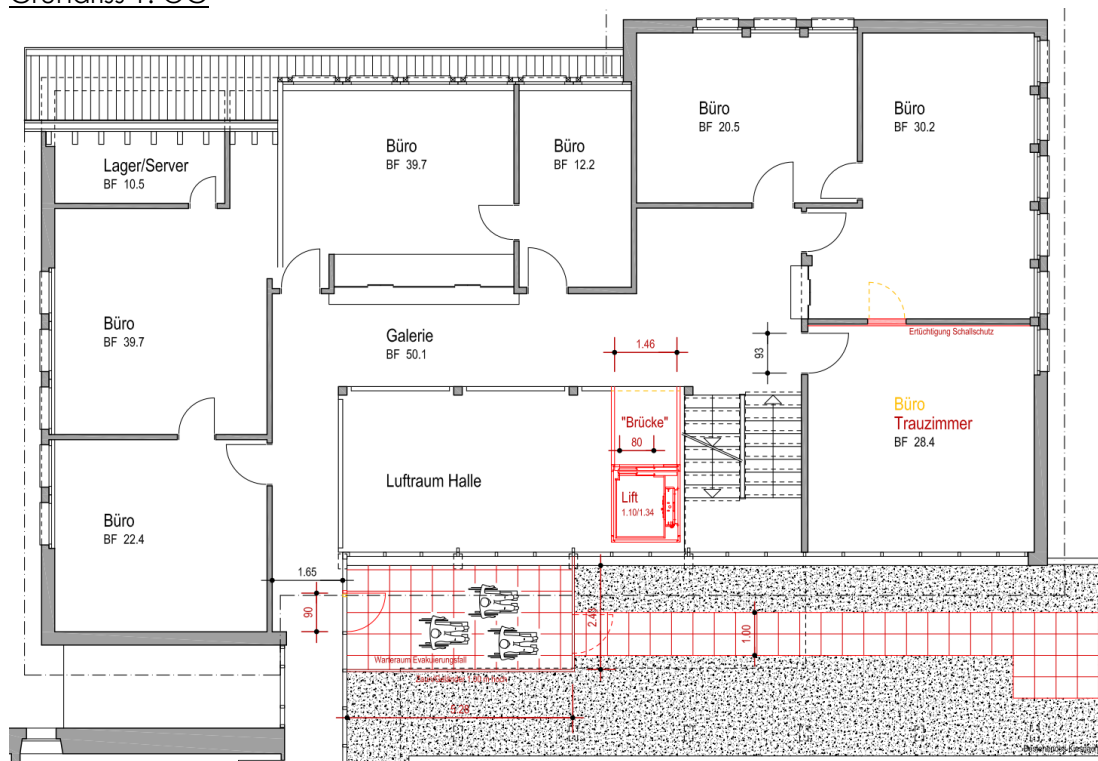 Grundriss 1. OG
Büro
BF 20.5
Büro
BF 30.2
Büro
BF 39.7
Büro
BF 12.2
Lager/Server
BF 10.5
Büro
BF 39.7
Galerie
BF 50.1
1.46
93
Ertüchtigung Schallschutz
Büro
Trauzimmer
BF 28.4
"Brücke"
80
Luftraum Halle
Lift
1.10/1.34
Büro
BF 22.4
1.65
90
1.00
Warteraum Evakuierungsfall